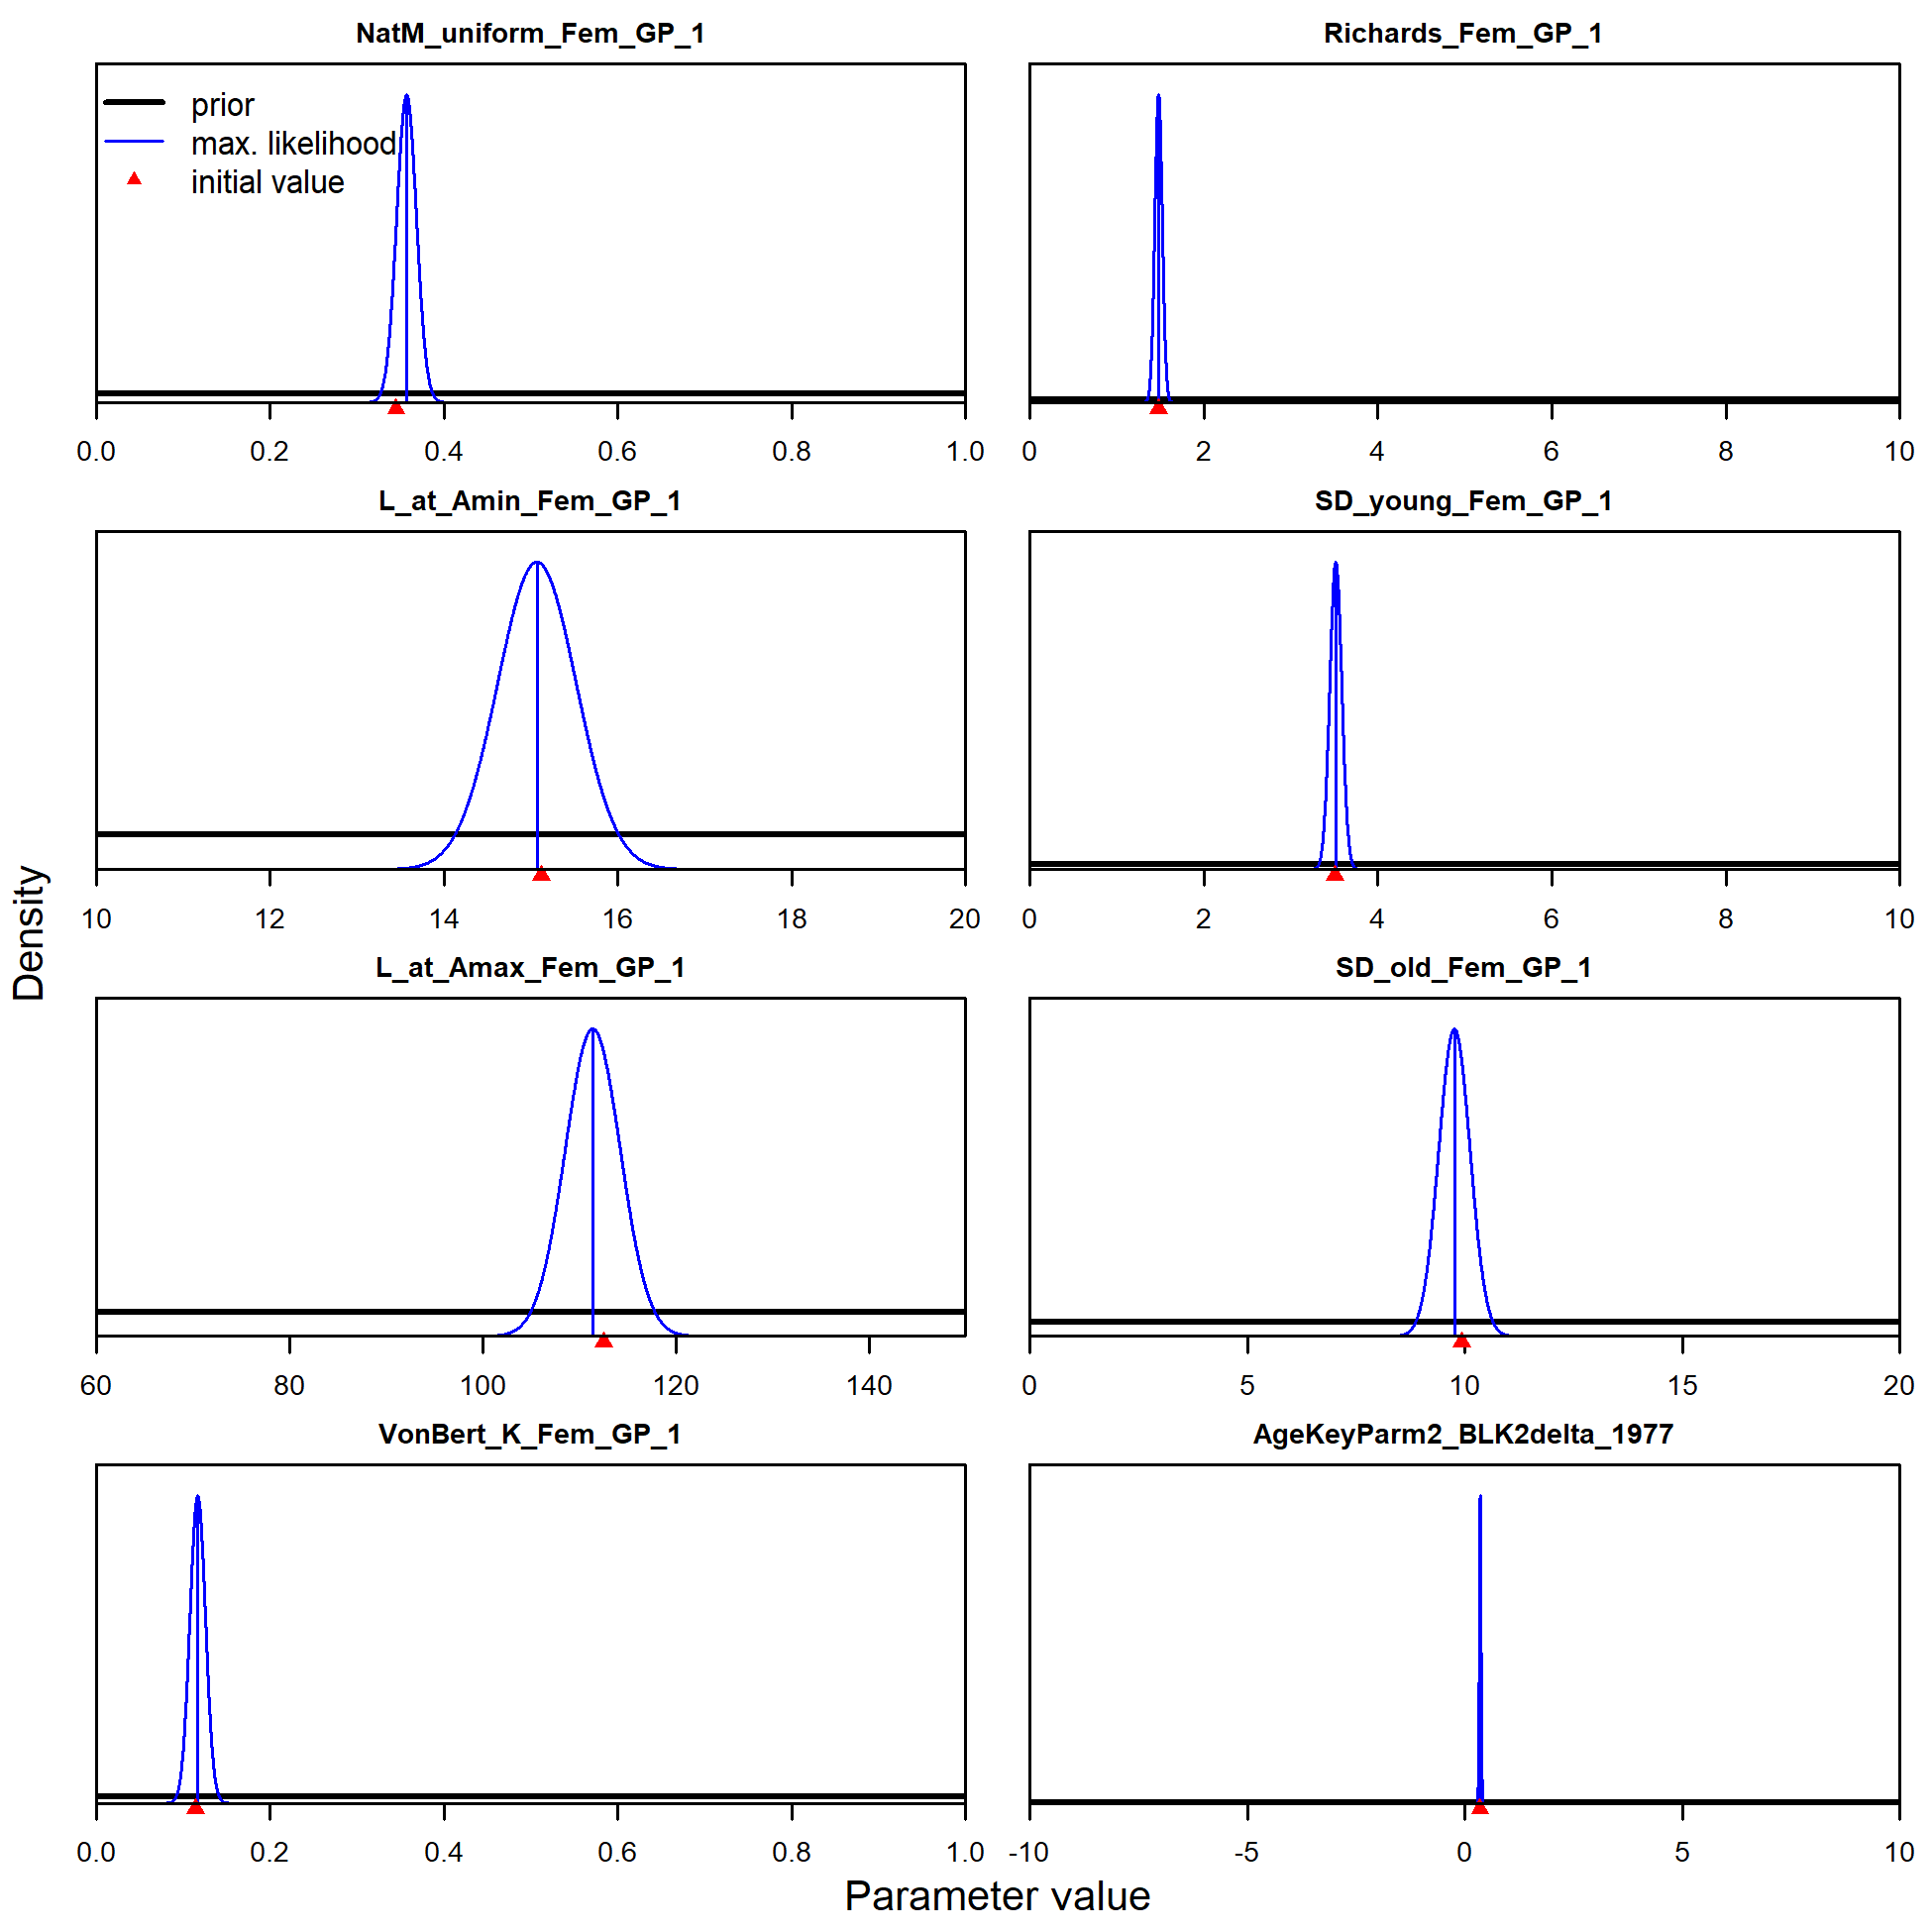 NatM_uniform_Fem_GP_1
prior
max. likelihood
initial value
0.0 0.2 0.4 0.6 0.8 1.0
Richards_Fem_GP_1
0 2 4 6 8 10
L_at_Amin_Fem_GP_1
10 12 14 16 18 20
SD_young_Fem_GP_1
0 2 4 6 8 10
L_at_Amax_Fem_GP_1
60 80 100 120 140
SD_old_Fem_GP_1
0 5 10 15 20
VonBert_K_Fem_GP_1
0.0 0.2 0.4 0.6 0.8 1.0
AgeKeyParm2_BLK2delta_1977
-10 -5 0 5 10
Density
Parameter value